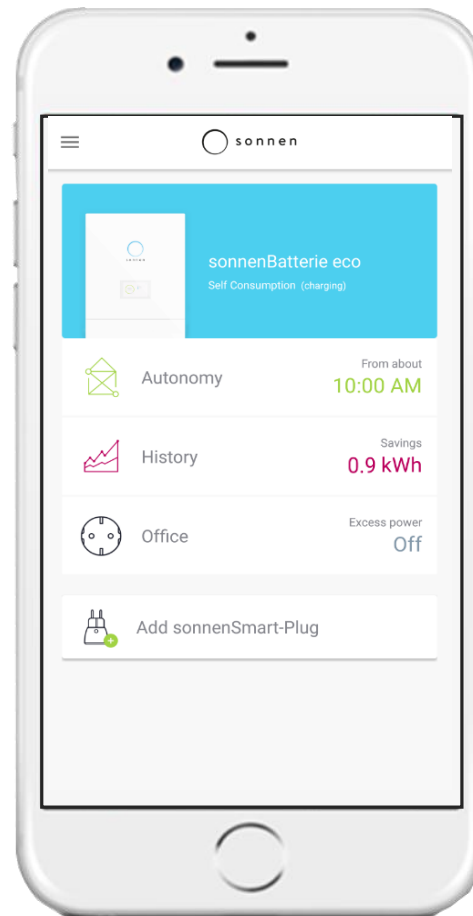 sonnen
sonnenBatterie eco
Self Consumption (charging)
Autonomy
From about
10:00 AM
History
Savings
0.9 kWh
Office
Excess power
Off
Add sonnenSmart-Plug